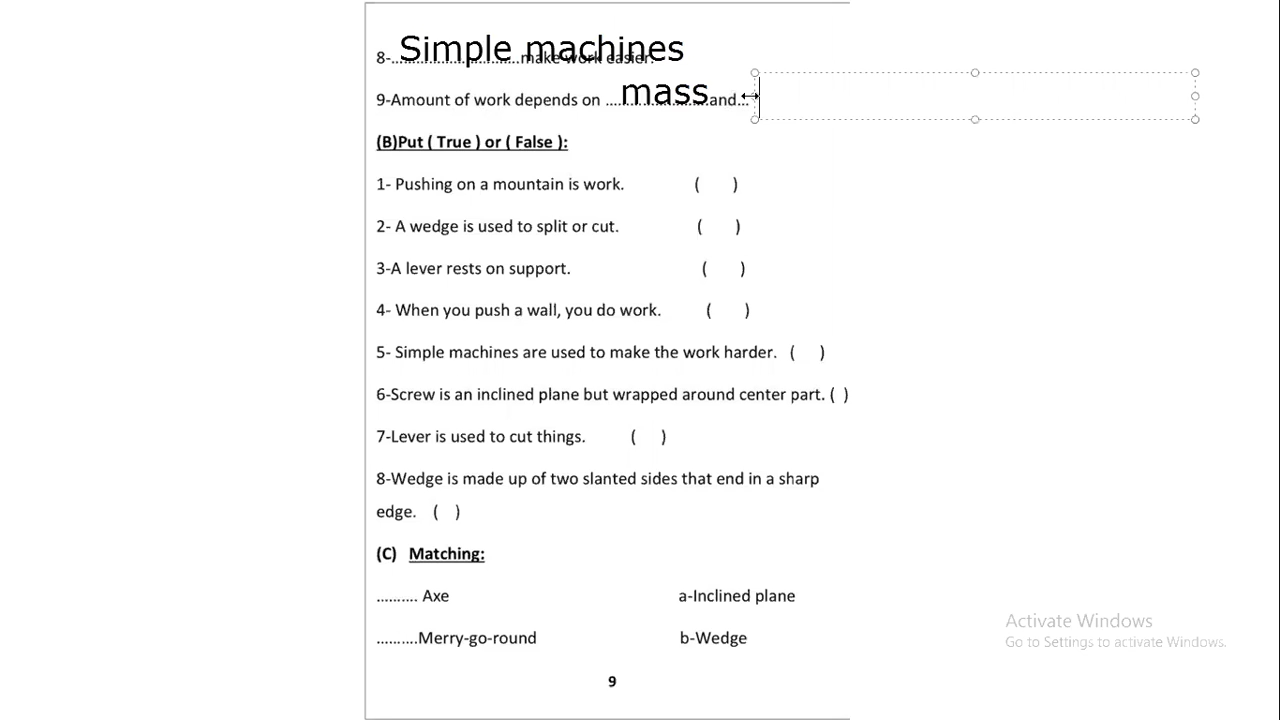 Simple machines
8-..............................make work easier.
mass
9-Amount of work depends on ........................and...
(B)Put ( True ) or ( False ):
1- Pushing on a mountain is work. ( )
2- A wedge is used to split or cut. ( )
3-A lever rests on support. ( )
4- When you push a wall, you do work. ( )
5- Simple machines are used to make the work harder. ( )
6-Screw is an inclined plane but wrapped around center part. ( )
7-Lever is used to cut things. ( )
8-Wedge is made up of two slanted sides that end in a sharp
edge. ( )
(C) Matching:
.......... Axe a-Inclined plane
..........Merry-go-round b-Wedge
9
Activate Windows
Go to Settings to activate Windows.